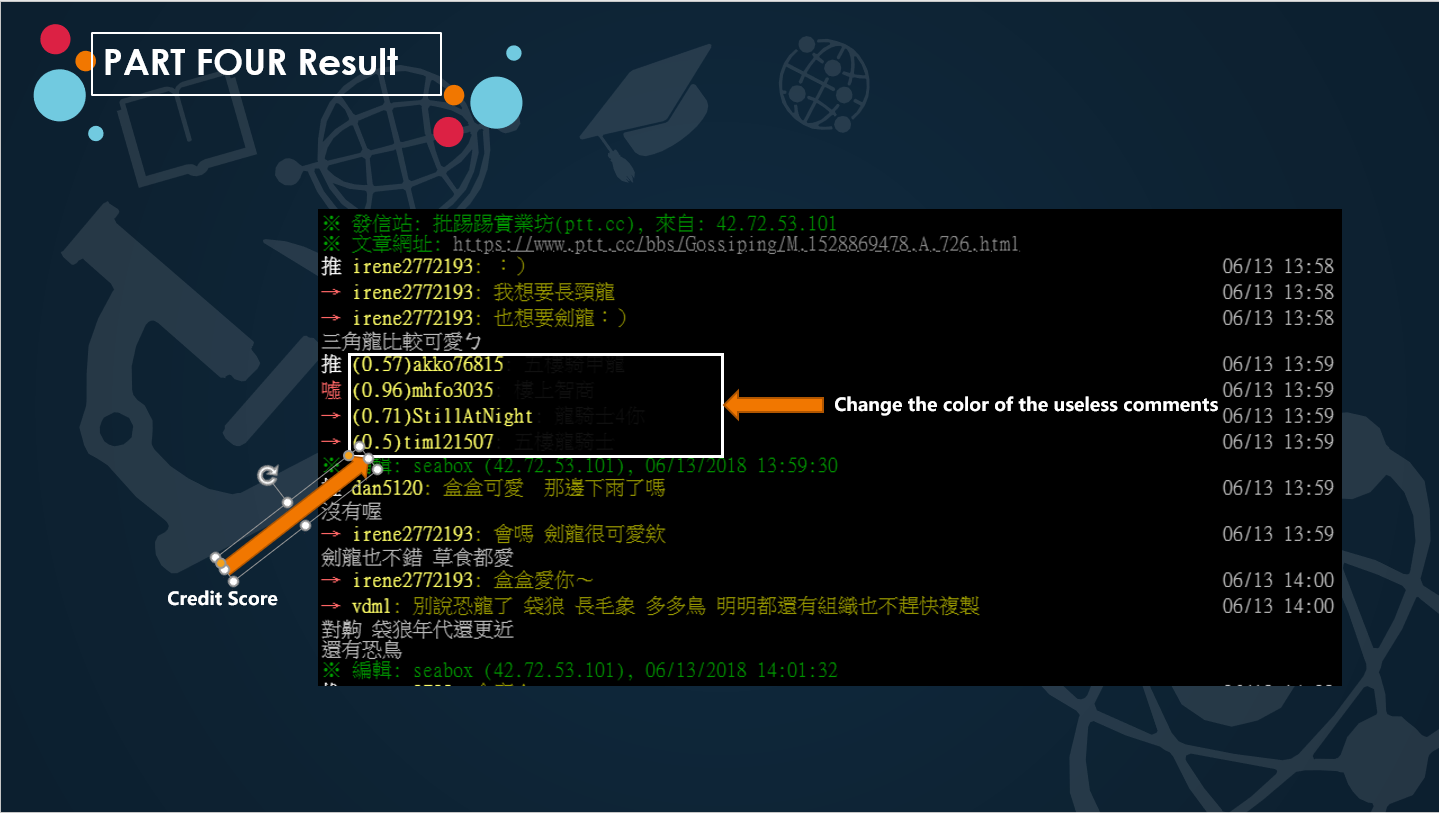 PART FOUR Result
※ 發信站: 批踢踢實業坊(ptt.cc), 來自: 42.72.53.101
※ 文章網址: https://www.ptt.cc/bbs/Gossiping/M.1528869478.A.726.html
推 irene2772193: ：) 06/13 13:58
→ irene2772193: 我想要長頸龍 06/13 13:58
→ irene2772193: 也想要劍龍：) 06/13 13:58
三角龍比較可愛ㄅ
推 (0.57)akko76815: 五樓騎甲龍 06/13 13:59
噓 (0.96)mhfo3035: 樓上智商 06/13 13:59
→ (0.71)StillAtNight: 龍騎士4你 06/13 13:59
→ (0.5)tim121507: 五樓龍騎士 06/13 13:59
Change the color of the useless comments
※ 編輯: seabox (42.72.53.101), 06/13/2018 13:59:30
dan5120: 盒盒可愛 那邊下雨了嗎 06/13 13:59
沒有喔
→ irene2772193: 會嗎 劍龍很可愛欸 06/13 13:59
劍龍也不錯 草食都愛
→ irene2772193: 盒盒愛你～ 06/13 14:00
→ vdml: 別說恐龍了 袋狼 長毛象 多多鳥 明明都還有組織也不趕快複製 06/13 14:00
對齁 袋狼年代還更近
還有恐鳥
※ 編輯: seabox (42.72.53.101), 06/13/2018 14:01:32
Credit Score